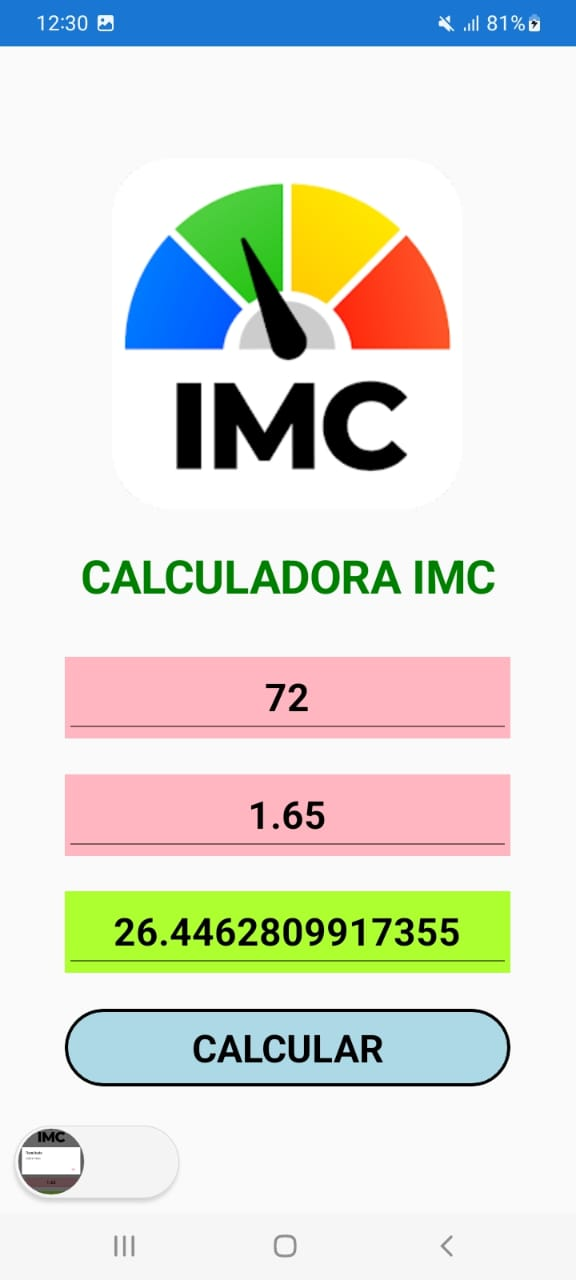 12:30
81%
IMC
CALCULADORA IMC
72
1.65
26.4462809917355
CALCULAR
IMC